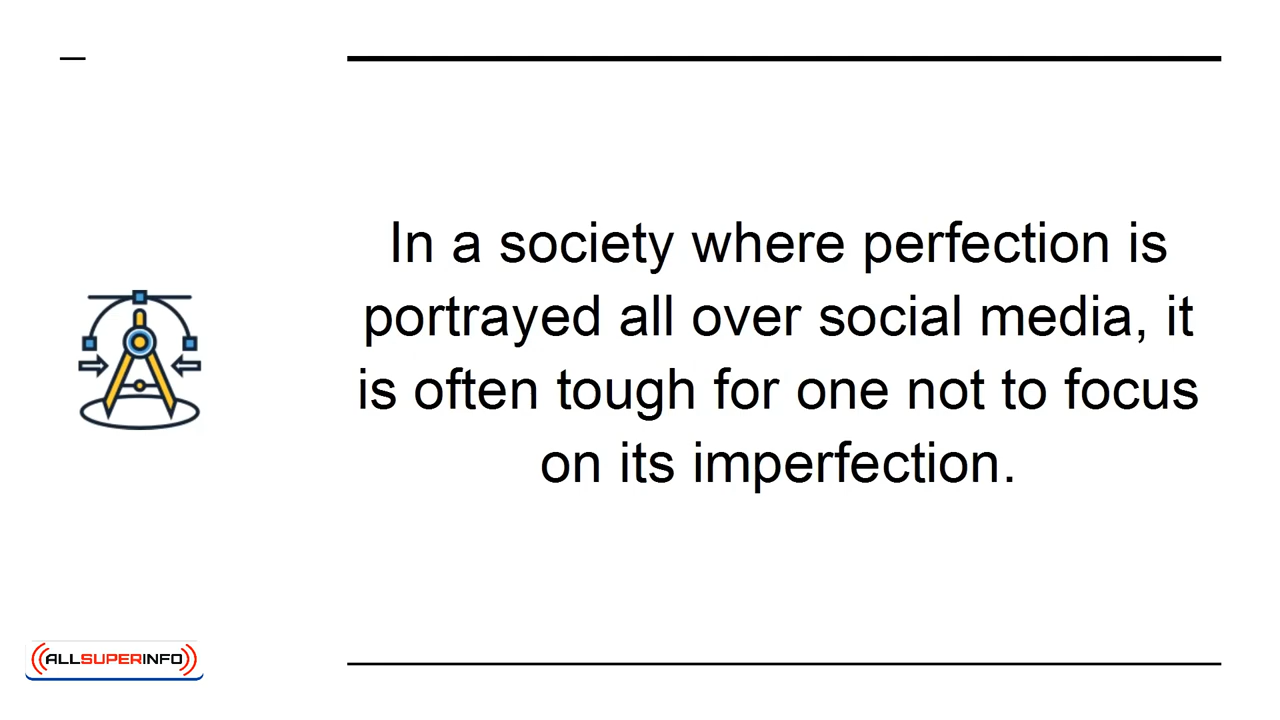 In a society where perfection is
portrayed all over social media, it
is often tough for one not to focus
on its imperfection.
ALLSUPERINFO